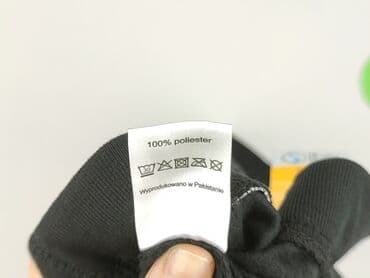 100% poliester
Wyprodukowano w Pakistanie